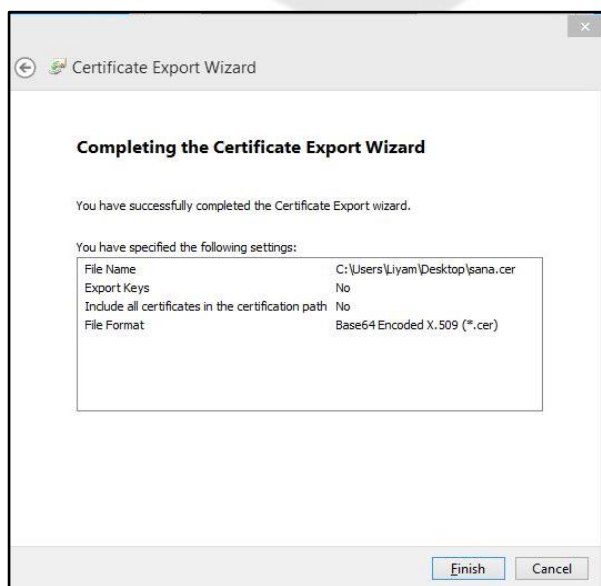 Certificate Export Wizard
Completing the Certificate Export Wizard
You have successfully completed the Certificate Export wizard.
You have specified the following settings:
File Name C:\Users\Liyam\Desktop\sana.cer
Export Keys No
Include all certificates in the certification path No
File Format Base64 Encoded X.509 (*.cer)
Finish Cancel